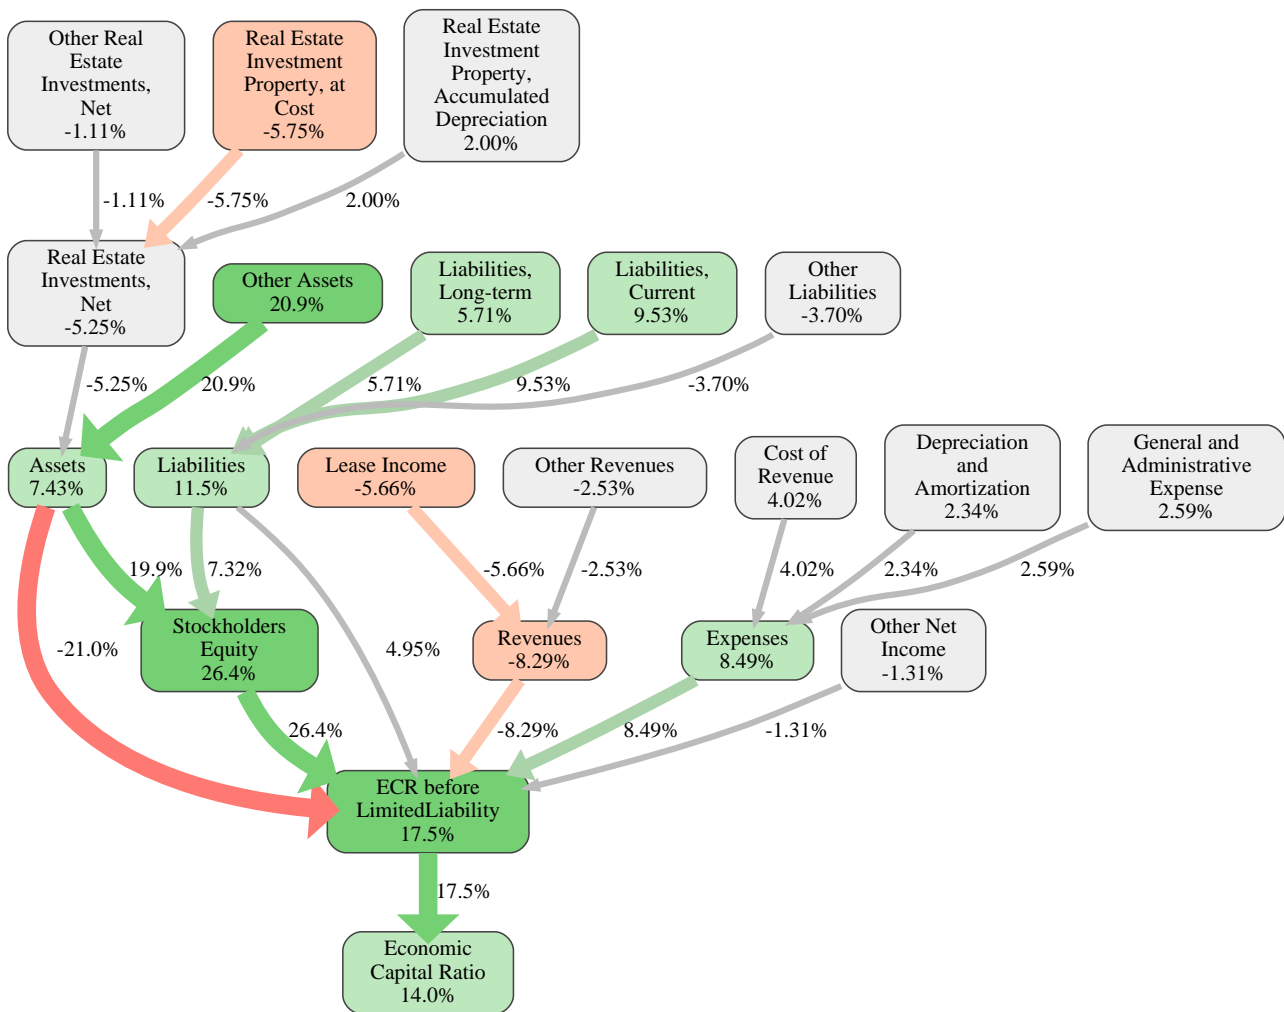 Other Real
Estate
Investments,
Net
-1.11%
Real Estate
Investment
Property, at
Cost
-5.75%
Real Estate
Investment
Property,
Accumulated
Depreciation
2.00%
-1.11%
-5.75%
2.00%
Real Estate
Investments,
Net
-5.25%
Other Assets
20.9%
Liabilities,
Long-term
5.71%
Liabilities,
Current
9.53%
Other
Liabilities
-3.70%
-5.25%
20.9%
5.71%
9.53%
-3.70%
Assets
7.43%
Liabilities
11.5%
Lease Income
-5.66%
Other Revenues
-2.53%
Cost of
Revenue
4.02%
Depreciation
and
Amortization
2.34%
General and
Administrative
Expense
2.59%
19.9%
7.32%
-5.66%
-2.53%
4.02%
2.34%
2.59%
-21.0%
Stockholders
Equity
26.4%
4.95%
Revenues
-8.29%
Expenses
8.49%
Other Net
Income
-1.31%
26.4%
-8.29%
8.49%
-1.31%
ECR before
LimitedLiability
17.5%
17.5%
Economic
Capital Ratio
14.0%